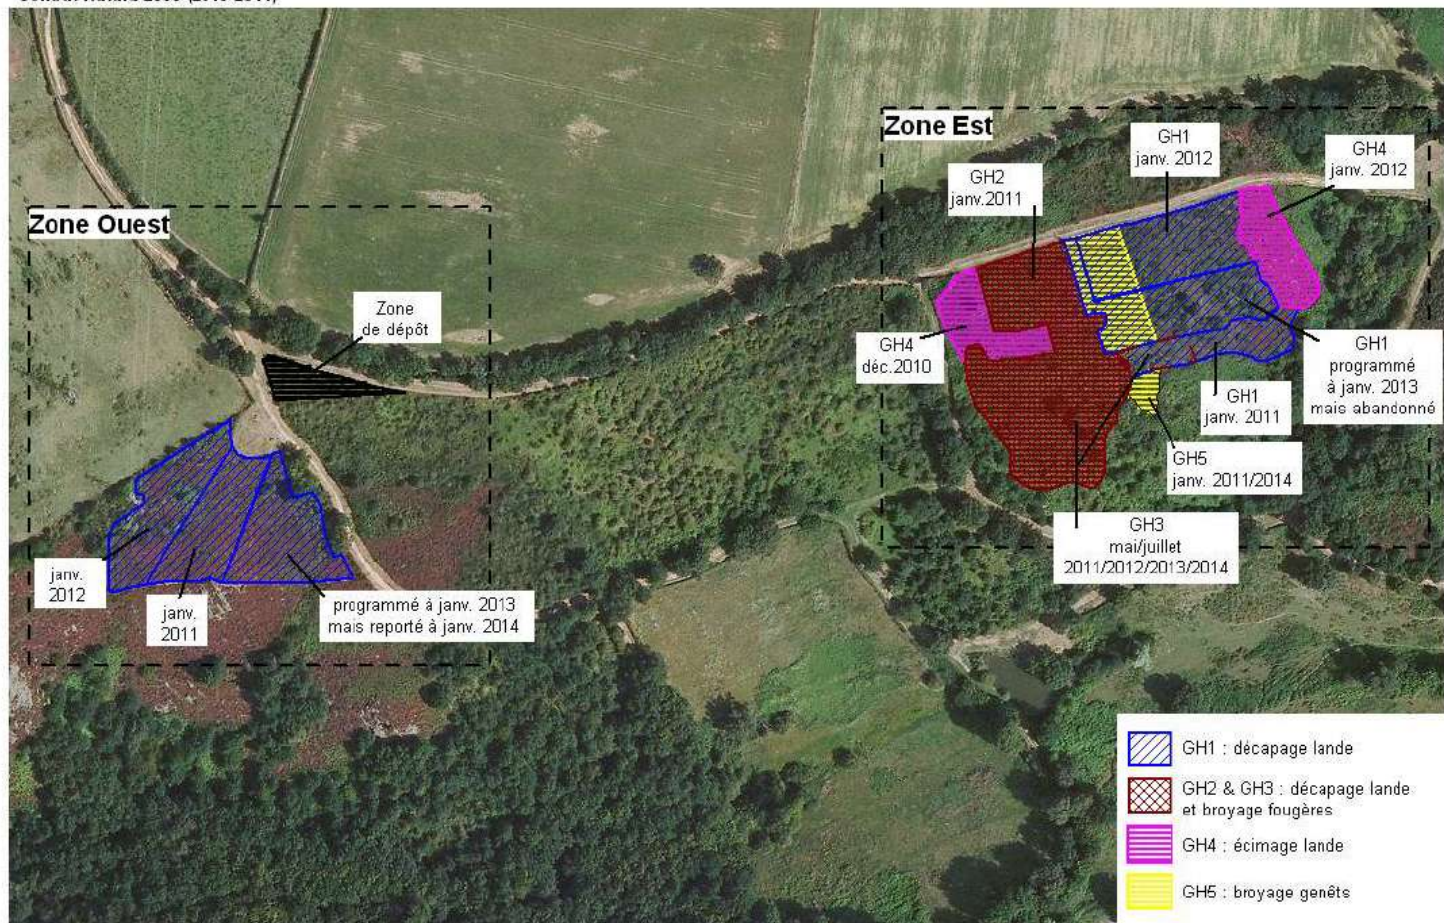 Zone Est
GH1
janv. 2012
GH4
janv. 2012
GH2
janv.2011
Zone Ouest
Zone
de dépôt
GH4
déc.2010
GH1
programmé
à janv. 2013
mais abandonné
GH1
janv. 2011
GH5
janv. 2011/2014
GH3
mai/juillet
2011/2012/2013/2014
janv.
2012
janv.
2011
programmé à janv. 2013
mais reporté à janv. 2014
GH1 : décapage lande
GH2 & GH3 : décapage lande
et broyage fougères
GH4 : écimage lande
GH5 : broyage genêts